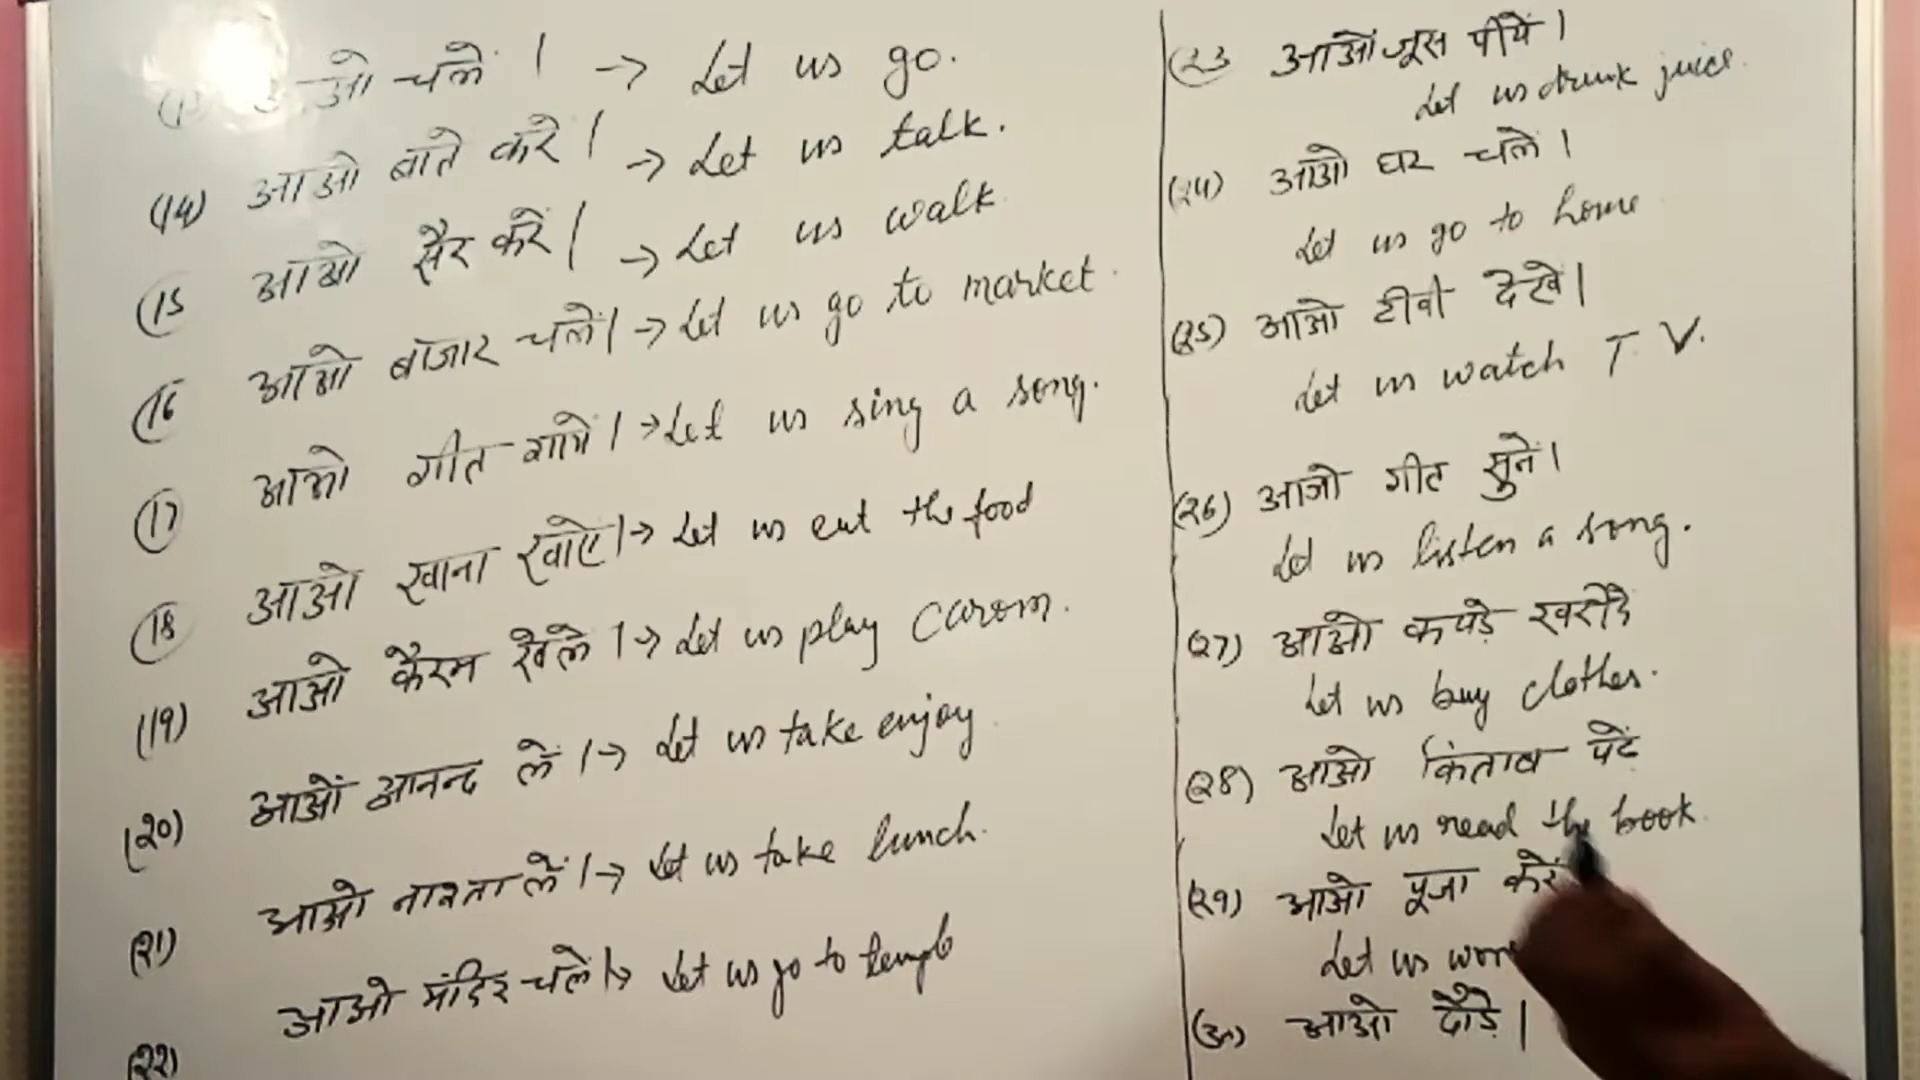 आओ चले । → Let us go.
(14) आओ बाते करे । → Let us talk.
(15 आओ सैर करें । → Let us walk
(16 आओ बाजार चलें । → Let us go to market.
(17) आओ गीत गाये । → Let us sing a song.
(18) आओ खाना खाऐ । → Let us eat the food
(19) आओ कैरम खेले । → Let us play Carom.
(20) आओं आनन्द लें । → Let us take enjoy
(21) आओ नाश्ता लें । → Let us take lunch.
(22) आओ मंदिर चलें । → Let us go to temple
(23 आओं जूस पीये ।
Let us drunk juice.
(24) आओ घर चले ।
Let us go to home
(25) आओ टीवी देखे ।
Let us watch T. V.
(26) आओ गीत सुने ।
Let us listen a song.
(27) आओ कपड़े खरीदे
Let us buy clothes.
(28) आओ किताब पढे
Let us read the book.
(29) आओ पूजा करें
Let us wor
(30) आओ दौड़े ।